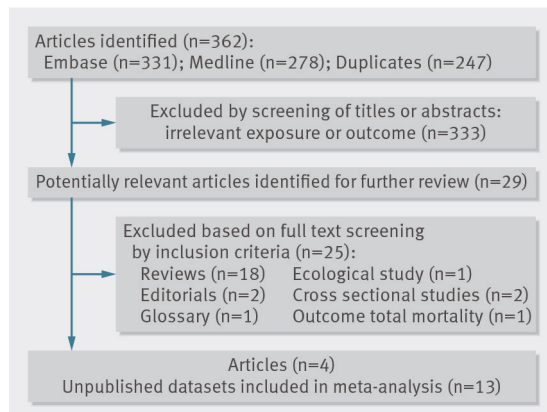 Articles identified (n=362):
Embase (n=331); Medline (n=278); Duplicates (n=247)
Excluded by screening of titles or abstracts:
irrelevant exposure or outcome (n=333)
Potentially relevant articles identified for further review (n=29)
Excluded based on full text screening
by inclusion criteria (n=25):
Reviews (n=18) Ecological study (n=1)
Editorials (n=2) Cross sectional studies (n=2)
Glossary (n=1) Outcome total mortality (n=1)
Articles (n=4)
Unpublished datasets included in meta-analysis (n=13)